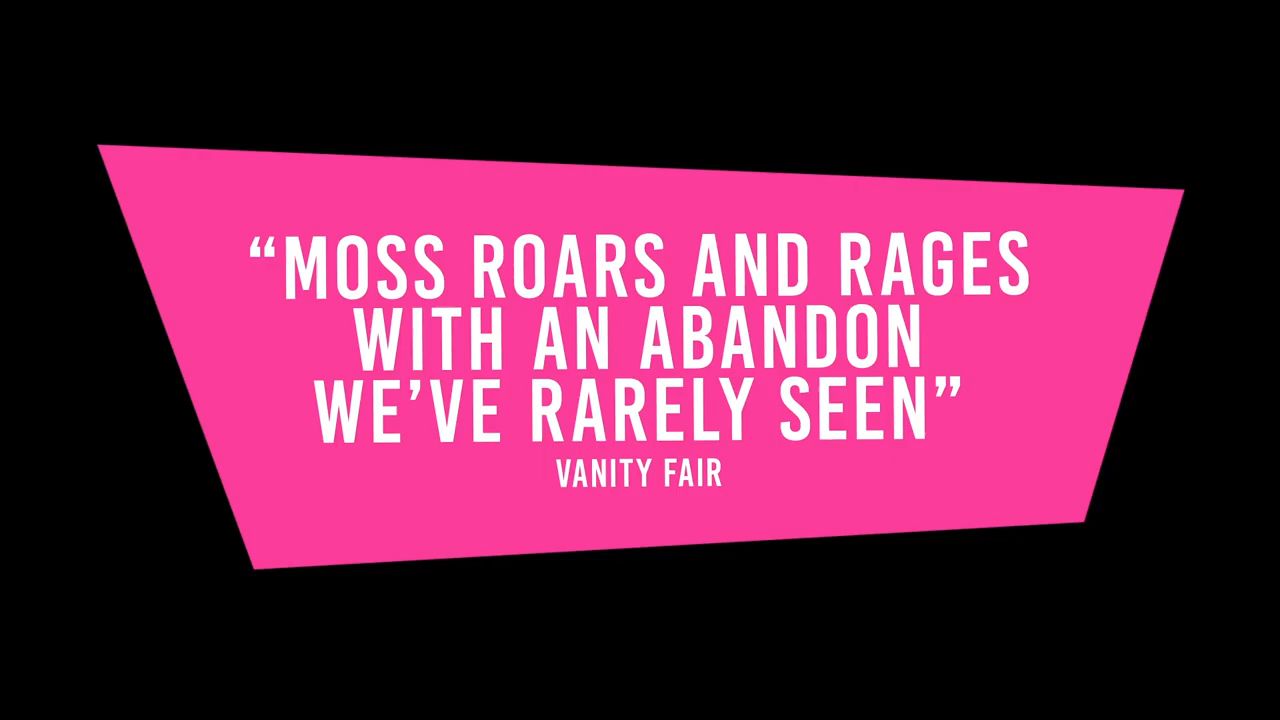 “MOSS ROARS AND RAGES
WITH AN ABANDON
WE’VE RARELY SEEN”
VANITY FAIR